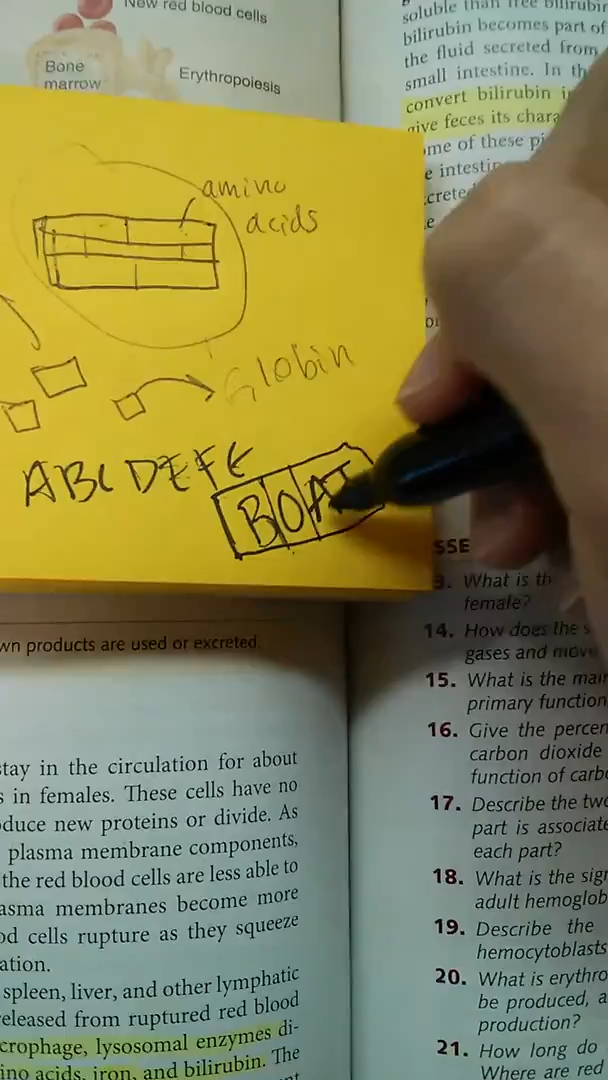 New red blood cells
Bone
marrow
Erythropoiesis
soluble than free bilirubin
bilirubin becomes part of
the fluid secreted from
small intestine. In th
convert bilirubin i
give feces its chara
ome of these pi
e intestin
creted
amino
acids
Globin
ABCDEFG
BOAT
SSE
What is th
female?
14. How does the s
gases and move
15. What is the main
primary function
16. Give the percen
carbon dioxide
function of carb
17. Describe the two
part is associate
each part?
18. What is the sign
adult hemoglob
19. Describe the
hemocytoblasts
20. What is erythro
be produced, a
production?
21. How long do
Where are red
wn products are used or excreted.
stay in the circulation for about
s in females. These cells have no
duce new proteins or divide. As
plasma membrane components,
the red blood cells are less able to
asma membranes become more
od cells rupture as they squeeze
ation.
spleen, liver, and other lymphatic
eleased from ruptured red blood
crophage, lysosomal enzymes di-
ino acids, iron, and bilirubin. The